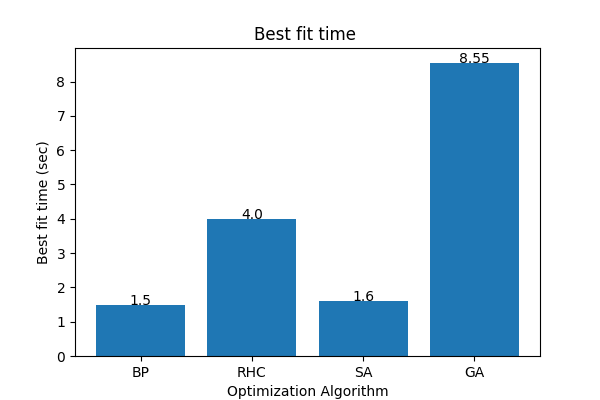 Best fit time
Best fit time (sec)
8
7
6
5
4
3
2
1
0
1.5
4.0
1.6
8.55
BP
RHC
SA
GA
Optimization Algorithm